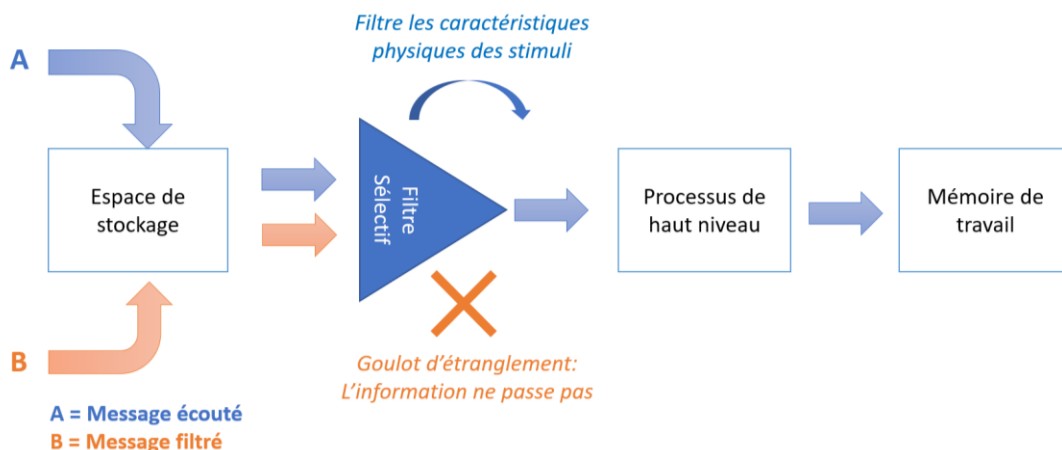 Filtre les caractéristiques
physiques des stimuli
A
Espace de
stockage
Filtre
Sélectif
Processus de
haut niveau
Mémoire de
travail
B
Goulot d’étranglement:
L’information ne passe pas
A = Message écouté
B = Message filtré